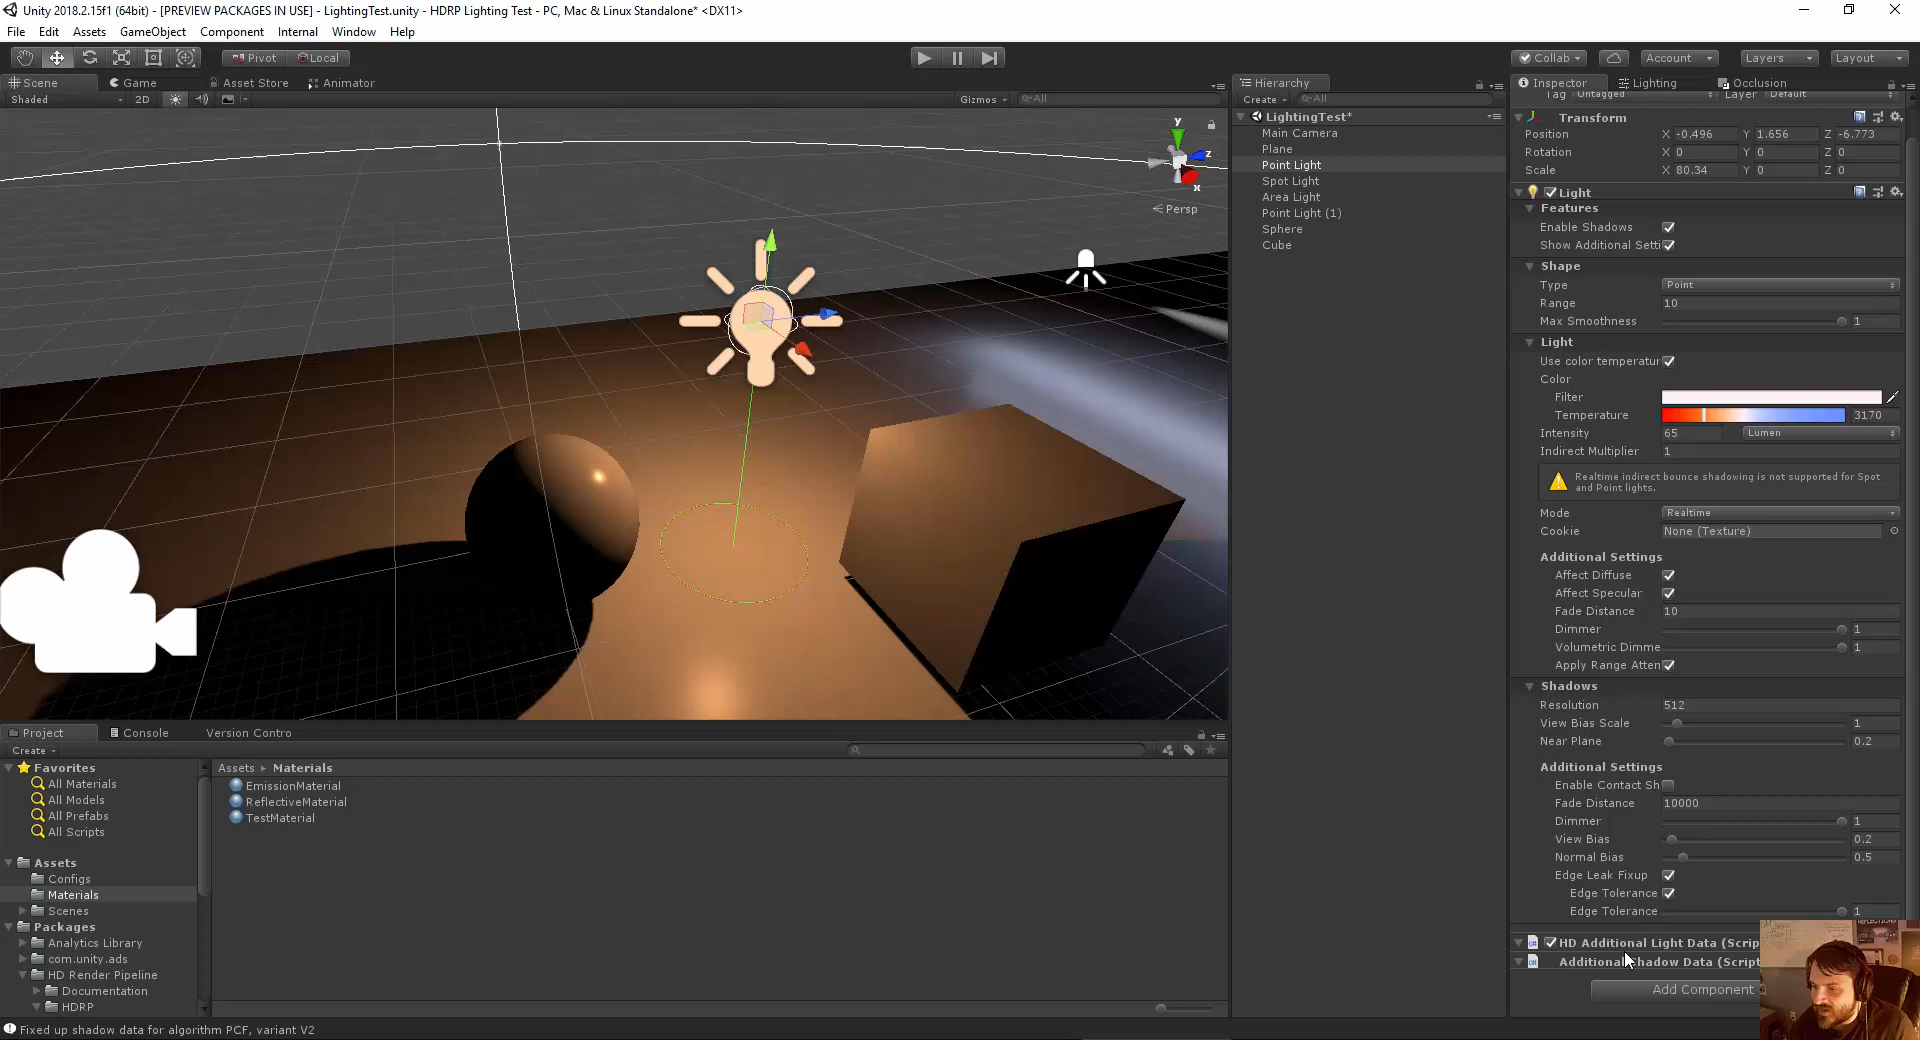 Unity 2018.2.15f1 (64bit) - [PREVIEW PACKAGES IN USE] - LightingTest.unity - HDRP Lighting Test - PC, Mac & Linux Standalone* <DX11>
File Edit Assets GameObject Component Internal Window Help
Pivot Local Collab Account Layers Layout
Scene Game Asset Store Animator
Shaded 2D Gizmos All
y
z
x
Persp
Hierarchy
Create All
LightingTest*
Main Camera
Plane
Point Light
Spot Light
Area Light
Point Light (1)
Sphere
Cube
Inspector Lighting Occlusion
Tag Untagged Layer Default
Transform
Position X -0.496 Y 1.656 Z -6.773
Rotation X 0 Y 0 Z 0
Scale X 80.34 Y 0 Z 0
Light
Features
Enable Shadows
Show Additional Setti
Shape
Type Point
Range 10
Max Smoothness 1
Light
Use color temperatur
Color
Filter
Temperature 3170
Intensity 65 Lumen
Indirect Multiplier 1
Realtime indirect bounce shadowing is not supported for Spot
and Point lights.
Mode Realtime
Cookie None (Texture)
Additional Settings
Affect Diffuse
Affect Specular
Fade Distance 10
Dimmer 1
Volumetric Dimme 1
Apply Range Atten
Shadows
Resolution 512
View Bias Scale 1
Near Plane 0.2
Additional Settings
Enable Contact Sh
Fade Distance 10000
Dimmer 1
View Bias 0.2
Normal Bias 0.5
Edge Leak Fixup
Edge Tolerance
Edge Tolerance 1
HD Additional Light Data (Scrip
Additional Shadow Data (Script
Add Component
Project Console Version Contro
Create
Favorites
All Materials
All Models
All Prefabs
All Scripts
Assets
Configs
Materials
Scenes
Packages
Analytics Library
com.unity.ads
HD Render Pipeline
Documentation
HDRP
Assets Materials
EmissionMaterial
ReflectiveMaterial
TestMaterial
Fixed up shadow data for algorithm PCF, variant V2